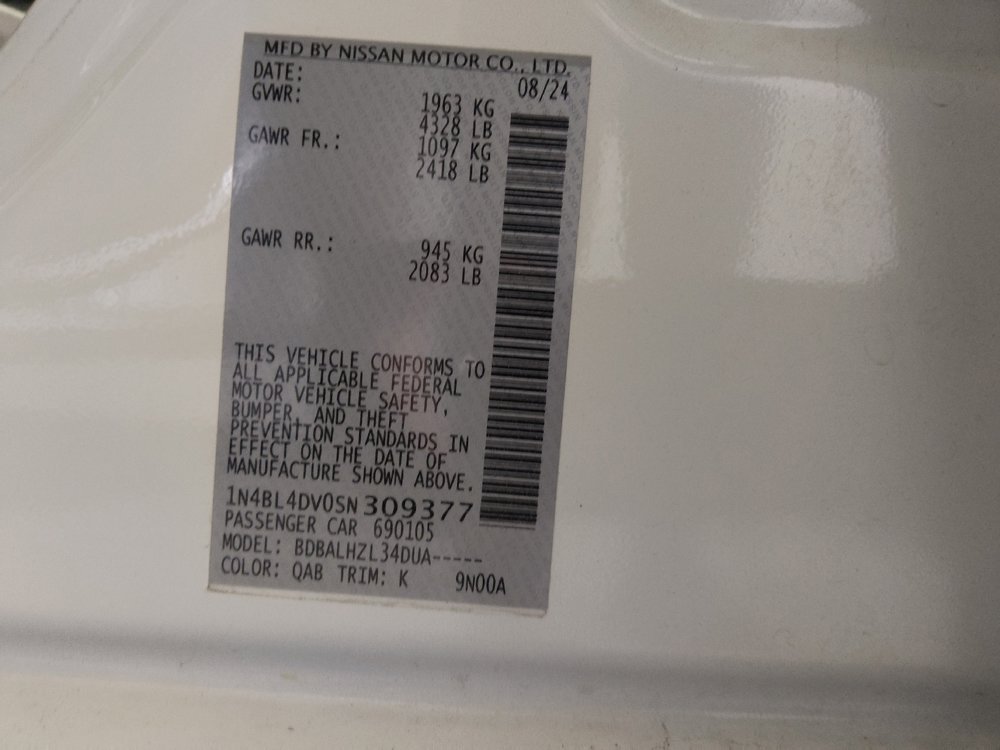 MFD BY NISSAN MOTOR CO., LTD.
DATE: 08/24
GVWR: 1963 KG
4328 LB
GAWR FR.: 1097 KG
2418 LB
GAWR RR.: 945 KG
2083 LB
THIS VEHICLE CONFORMS TO
ALL APPLICABLE FEDERAL
MOTOR VEHICLE SAFETY,
BUMPER, AND THEFT
PREVENTION STANDARDS IN
EFFECT ON THE DATE OF
MANUFACTURE SHOWN ABOVE.
1N4BL4DV0SN309377
PASSENGER CAR 690105
MODEL: BDBALHZL34DUA-----
COLOR: QAB TRIM: K 9N00A